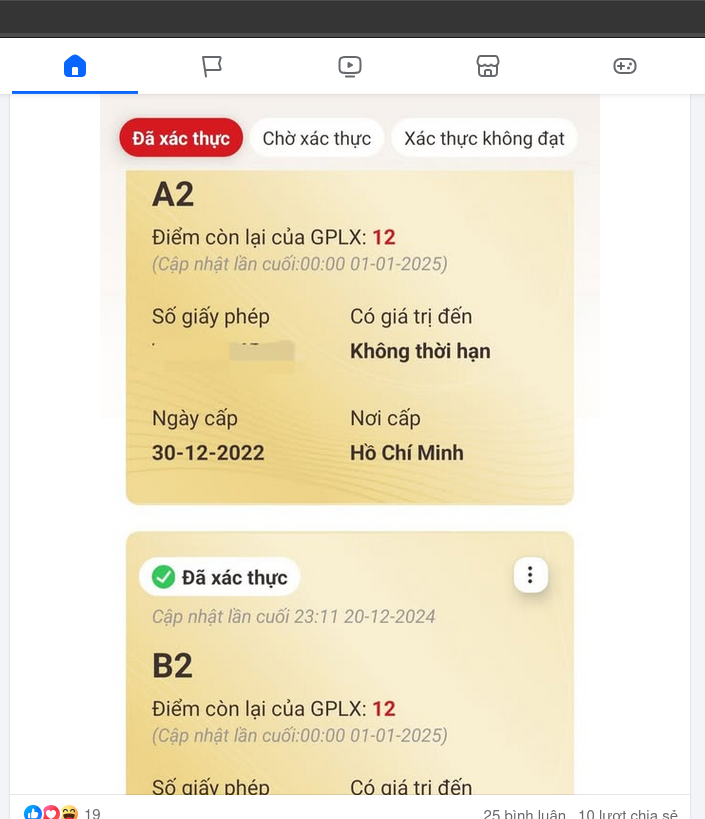 Đã xác thực Chờ xác thực Xác thực không đạt
A2
Điểm còn lại của GPLX: 12
(Cập nhật lần cuối:00:00 01-01-2025)
Số giấy phép Có giá trị đến
Không thời hạn
Ngày cấp Nơi cấp
30-12-2022 Hồ Chí Minh
Đã xác thực
Cập nhật lần cuối 23:11 20-12-2024
B2
Điểm còn lại của GPLX: 12
(Cập nhật lần cuối:00:00 01-01-2025)
Số giấy phép Có giá trị đến
19 25 bình luận 10 lượt chia sẻ